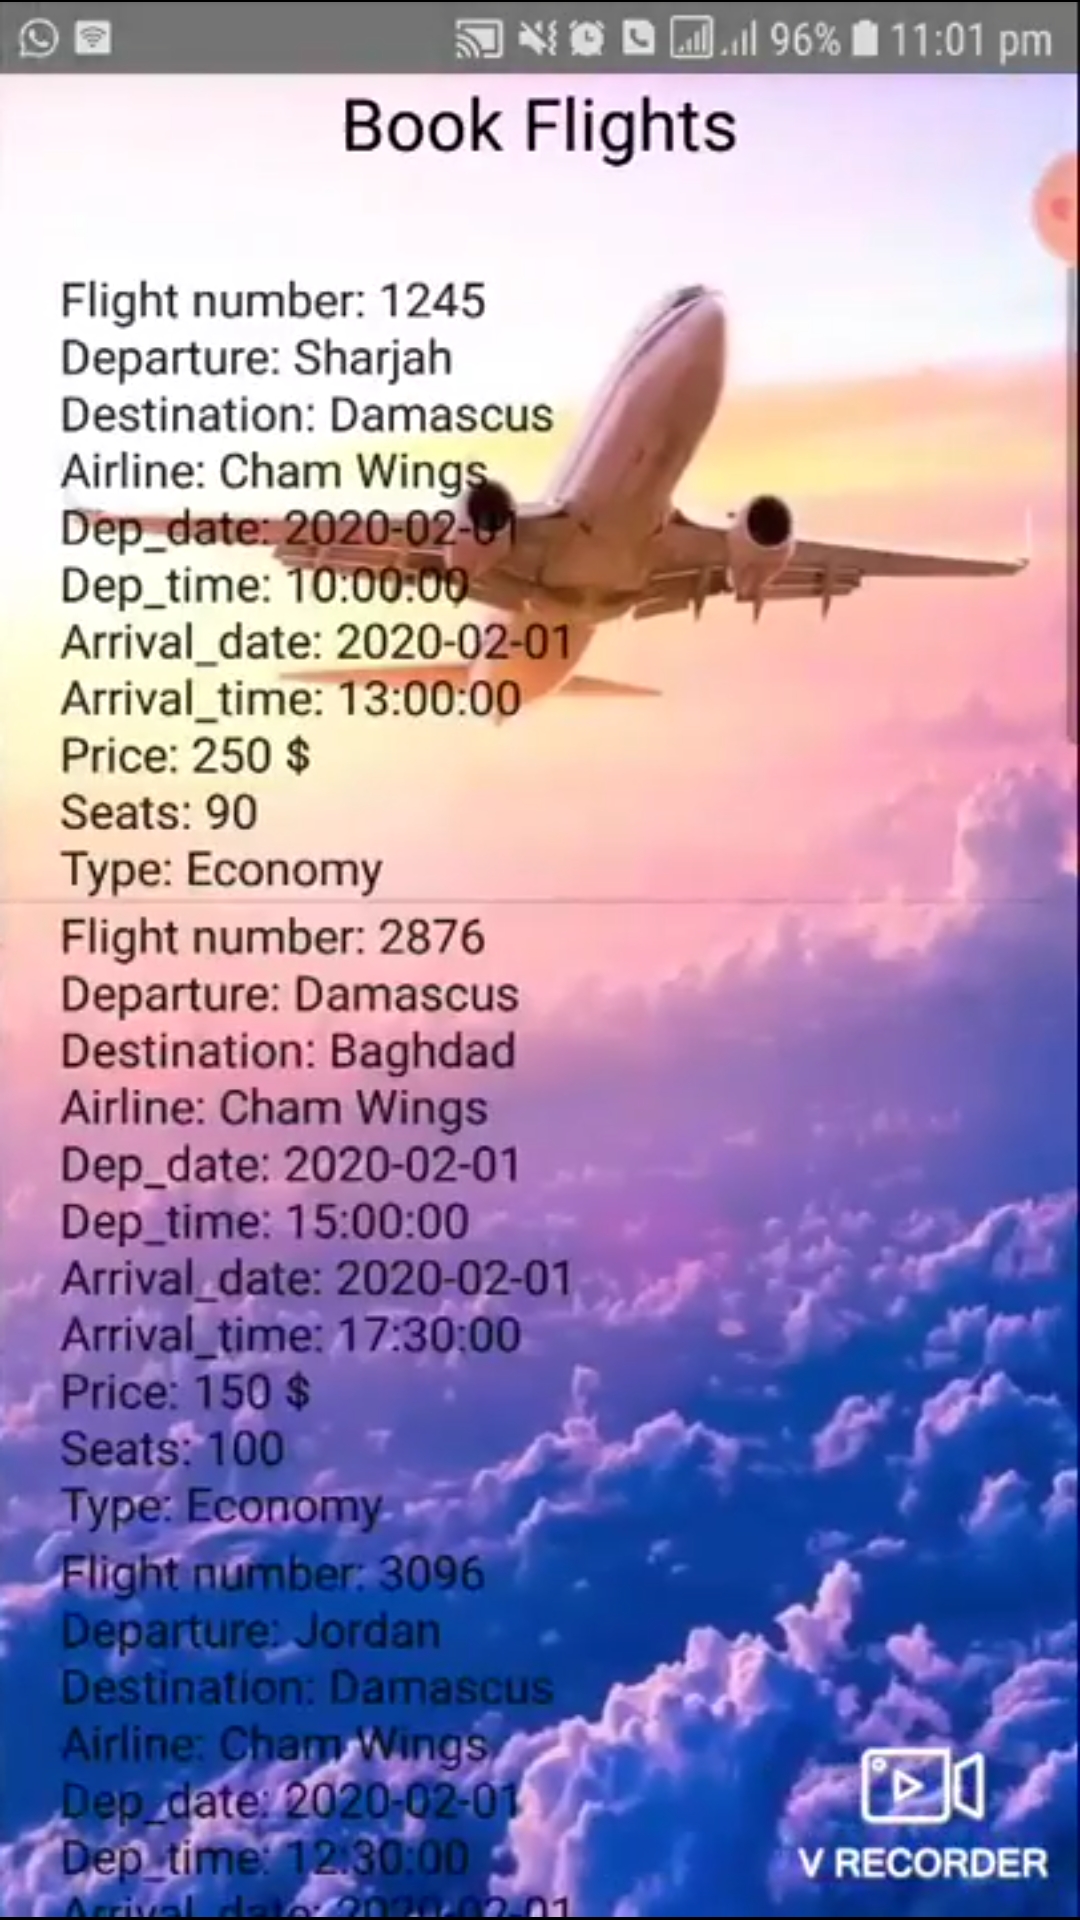 96% 11:01 pm
Book Flights
Flight number: 1245
Departure: Sharjah
Destination: Damascus
Airline: Cham Wings
Dep_date: 2020-02-01
Dep_time: 10:00:00
Arrival_date: 2020-02-01
Arrival_time: 13:00:00
Price: 250 $
Seats: 90
Type: Economy
Flight number: 2876
Departure: Damascus
Destination: Baghdad
Airline: Cham Wings
Dep_date: 2020-02-01
Dep_time: 15:00:00
Arrival_date: 2020-02-01
Arrival_time: 17:30:00
Price: 150 $
Seats: 100
Type: Economy
Flight number: 3096
Departure: Jordan
Destination: Damascus
Airline: Cham Wings
Dep_date: 2020-02-01
Dep_time: 12:30:00
Arrival_date: 2020-02-01
V RECORDER